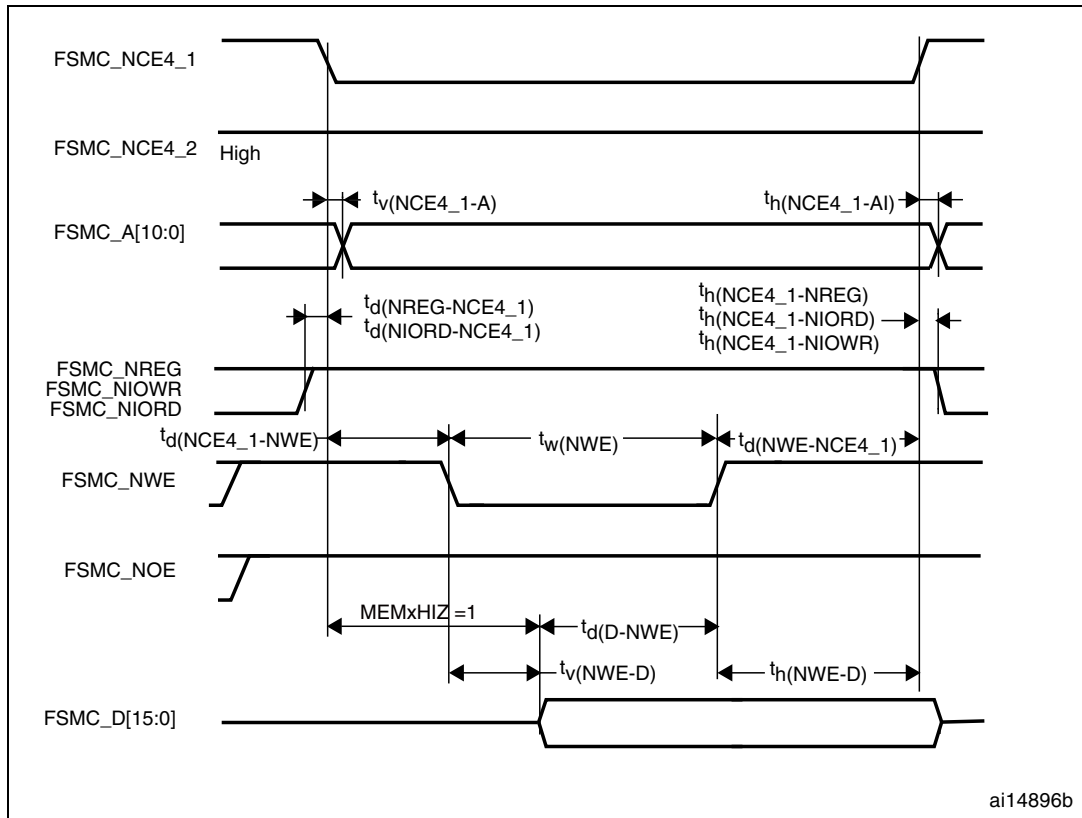 FSMC_NCE4_1
FSMC_NCE4_2 High
tv(NCE4_1-A)
th(NCE4_1-AI)
FSMC_A[10:0]
td(NREG-NCE4_1)
td(NIORD-NCE4_1)
th(NCE4_1-NREG)
th(NCE4_1-NIORD)
th(NCE4_1-NIOWR)
FSMC_NREG
FSMC_NIOWR
FSMC_NIORD
td(NCE4_1-NWE)
tw(NWE)
td(NWE-NCE4_1)
FSMC_NWE
FSMC_NOE
MEMxHIZ =1
td(D-NWE)
tv(NWE-D)
th(NWE-D)
FSMC_D[15:0]
ai14896b